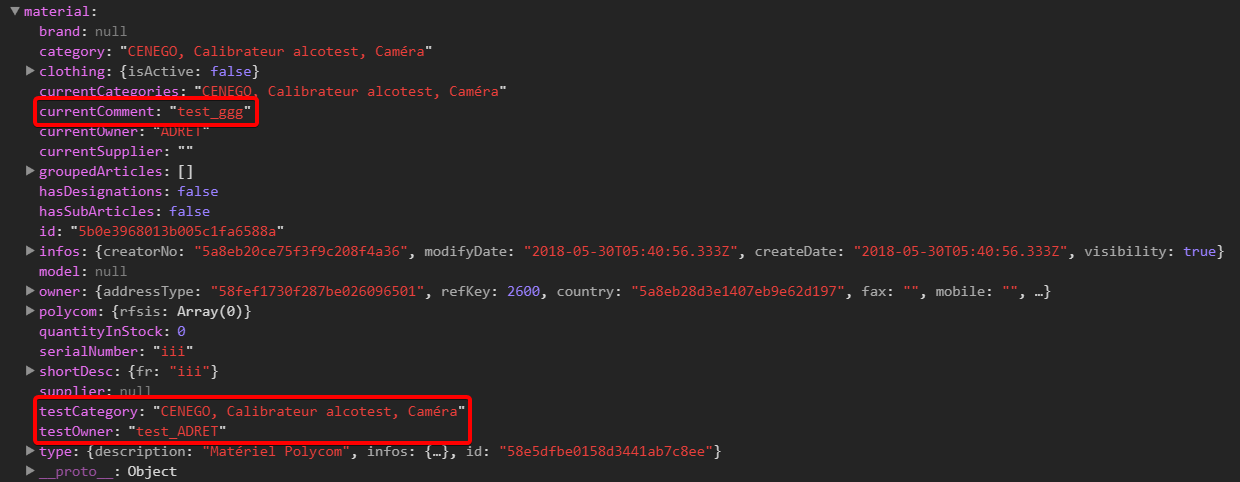 ▼ material:
brand: null
category: "CENEGO, Calibrateur alcotest, Caméra"
▶ clothing: {isActive: false}
currentCategories: "CENEGO, Calibrateur alcotest, Caméra"
currentComment: "test_ggg"
currentOwner: "ADRET"
currentSupplier: ""
▶ groupedArticles: []
hasDesignations: false
hasSubArticles: false
id: "5b0e3968013b005c1fa6588a"
▶ infos: {creatorNo: "5a8eb20ce75f3f9c208f4a36", modifyDate: "2018-05-30T05:40:56.333Z", createDate: "2018-05-30T05:40:56.333Z", visibility: true}
model: null
▶ owner: {addressType: "58fef1730f287be026096501", refKey: 2600, country: "5a8eb28d3e1407eb9e62d197", fax: "", mobile: "", …}
▶ polycom: {rfsis: Array(0)}
quantityInStock: 0
serialNumber: "iii"
▶ shortDesc: {fr: "iii"}
supplier: null
testCategory: "CENEGO, Calibrateur alcotest, Caméra"
testOwner: "test_ADRET"
▶ type: {description: "Matériel Polycom", infos: {…}, id: "58e5dfbe0158d3441ab7c8ee"}
▶ __proto__: Object